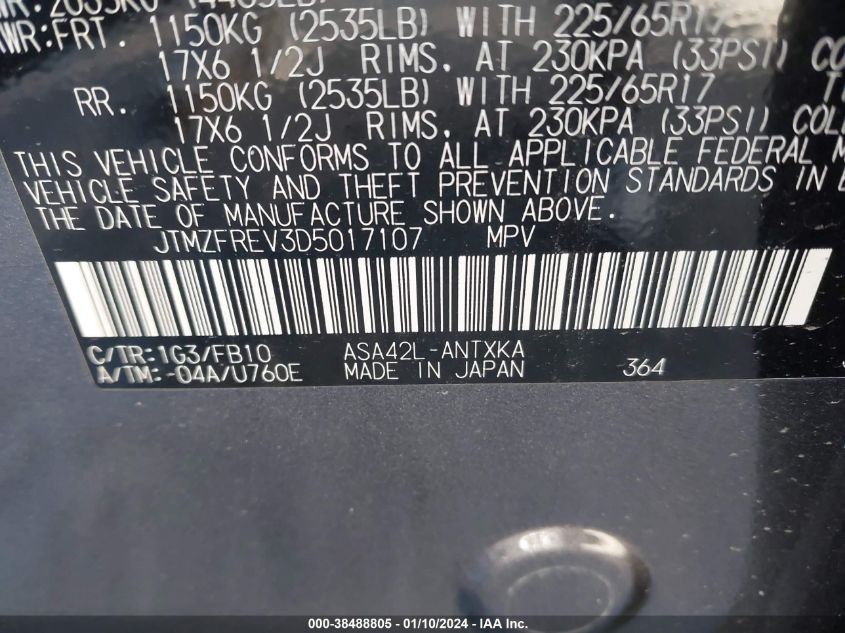 1150KG (2535LB) WITH 225/65R17
WR:FRT. 17X6 1/2J RIMS, AT 230KPA (33PSI)
RR. 1150KG (2535LB) WITH 225/65R17
17X6 1/2J RIMS, AT 230KPA (33PSI) COL
THIS VEHICLE CONFORMS TO ALL APPLICABLE FEDERAL M
VEHICLE SAFETY AND THEFT PREVENTION STANDARDS IN E
THE DATE OF MANUFACTURE SHOWN ABOVE.
JTMZFREV3D5017107 MPV
C/TR:1G3/FB10 ASA42L-ANTXKA
A/TM:-04A/U760E MADE IN JAPAN 364
000-38488805 — 01/10/2024 — IAA Inc.